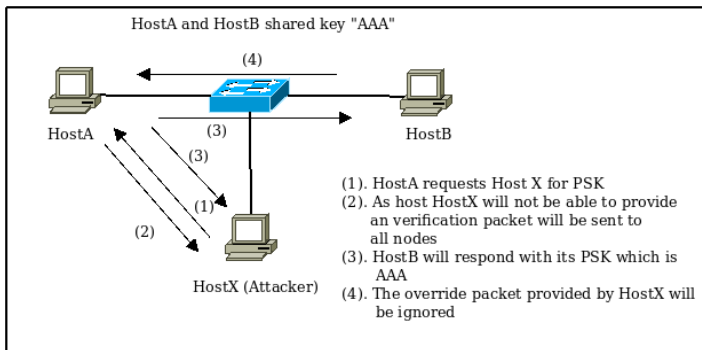 HostA and HostB shared key "AAA"
(4)
HostA
(3)
HostB
(3)
(1)
(2)
HostX (Attacker)
(1). HostA requests Host X for PSK
(2). As host HostX will not be able to provide
an verification packet will be sent to
all nodes
(3). HostB will respond with its PSK which is
AAA
(4). The override packet provided by HostX will
be ignored